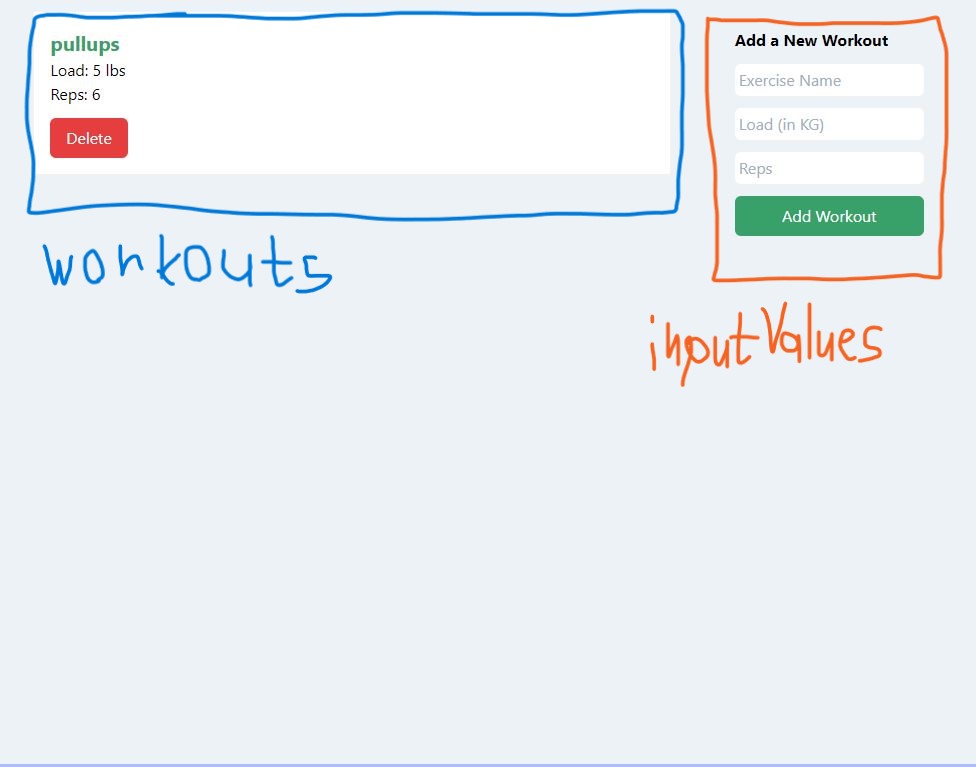 pullups
Load: 5 lbs
Reps: 6
Delete
workouts
Add a New Workout
Exercise Name
Load (in KG)
Reps
Add Workout
inputValues